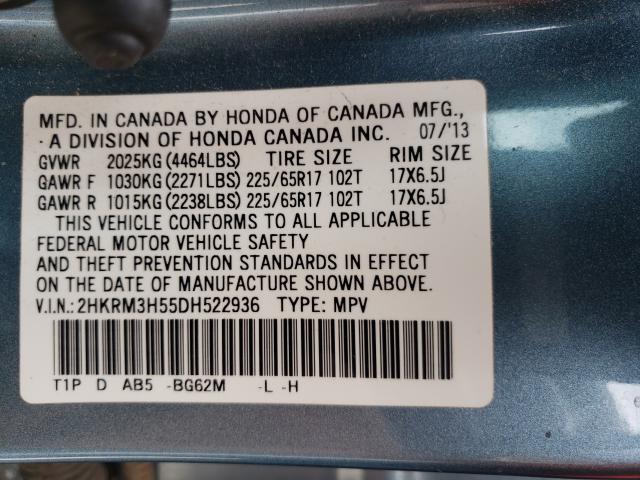 MFD. IN CANADA BY HONDA OF CANADA MFG.,
A DIVISION OF HONDA CANADA INC. 07/'13
GVWR 2025KG (4464LBS) TIRE SIZE RIM SIZE
GAWR F 1030KG (2271LBS) 225/65R17 102T 17X6.5J
GAWR R 1015KG (2238LBS) 225/65R17 102T 17X6.5J
THIS VEHICLE CONFORMS TO ALL APPLICABLE
FEDERAL MOTOR VEHICLE SAFETY
AND THEFT PREVENTION STANDARDS IN EFFECT
ON THE DATE OF MANUFACTURE SHOWN ABOVE.
V.I.N.: 2HKRM3H55DH522936 TYPE: MPV
T1P D AB5 -BG62M -L -H